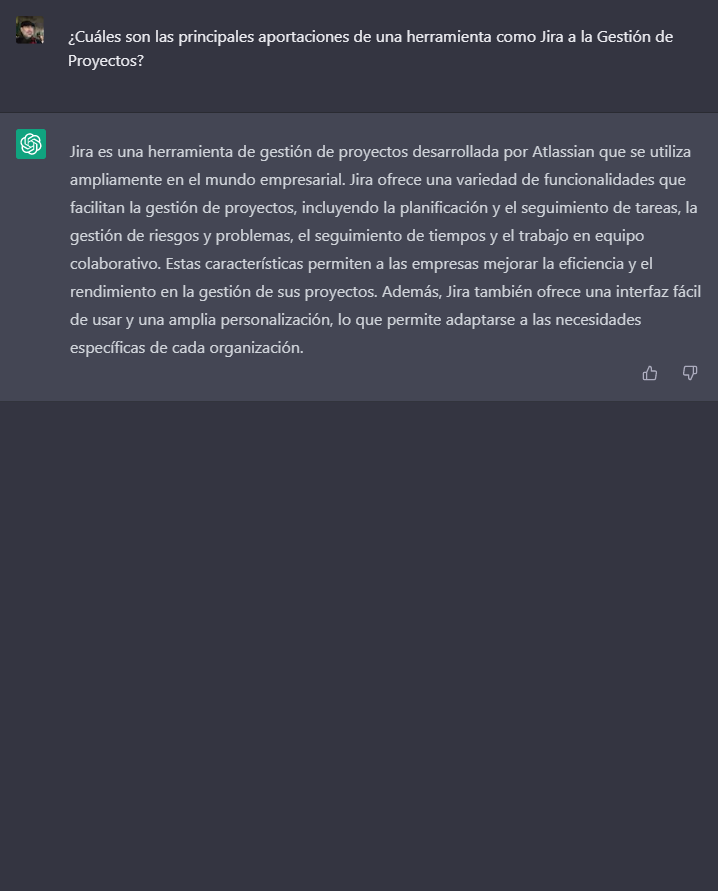 ¿Cuáles son las principales aportaciones de una herramienta como Jira a la Gestión de
Proyectos?
Jira es una herramienta de gestión de proyectos desarrollada por Atlassian que se utiliza
ampliamente en el mundo empresarial. Jira ofrece una variedad de funcionalidades que
facilitan la gestión de proyectos, incluyendo la planificación y el seguimiento de tareas, la
gestión de riesgos y problemas, el seguimiento de tiempos y el trabajo en equipo
colaborativo. Estas características permiten a las empresas mejorar la eficiencia y el
rendimiento en la gestión de sus proyectos. Además, Jira también ofrece una interfaz fácil
de usar y una amplia personalización, lo que permite adaptarse a las necesidades
específicas de cada organización.